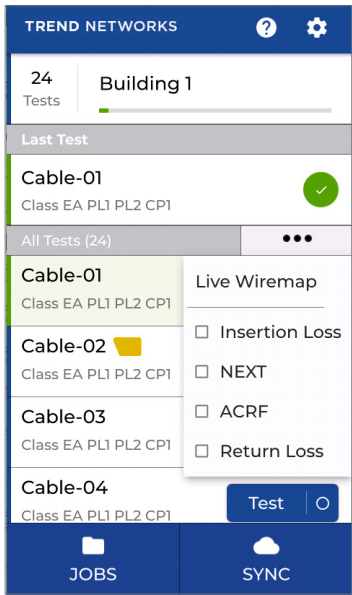 TREND NETWORKS
24
Tests
Building 1
Last Test
Cable-01
Class EA PL1 PL2 CP1
All Tests (24)
Cable-01
Class EA PL1 PL2 CP1
Live Wiremap
Insertion Loss
NEXT
ACRF
Return Loss
Cable-02
Class EA PL1 PL2 CP1
Cable-03
Class EA PL1 PL2 CP1
Cable-04
Class EA PL1 PL2 CP1
Test
JOBS
SYNC